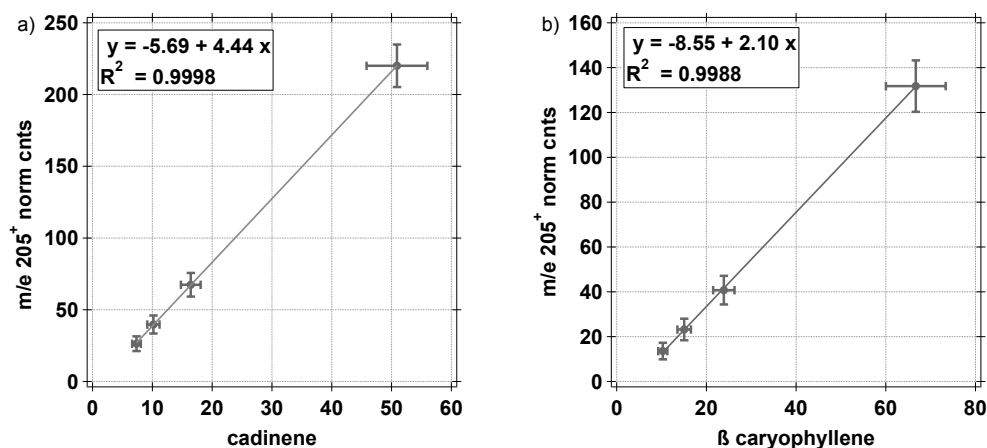 a)
y = -5.69 + 4.44 x
R² = 0.9998
250
200
150
100
50
0
m/e 205⁺ norm cnts
0 10 20 30 40 50 60
cadinene
b)
y = -8.55 + 2.10 x
R² = 0.9988
160
140
120
100
80
60
40
20
0
m/e 205⁺ norm cnts
0 20 40 60 80
ß caryophyllene